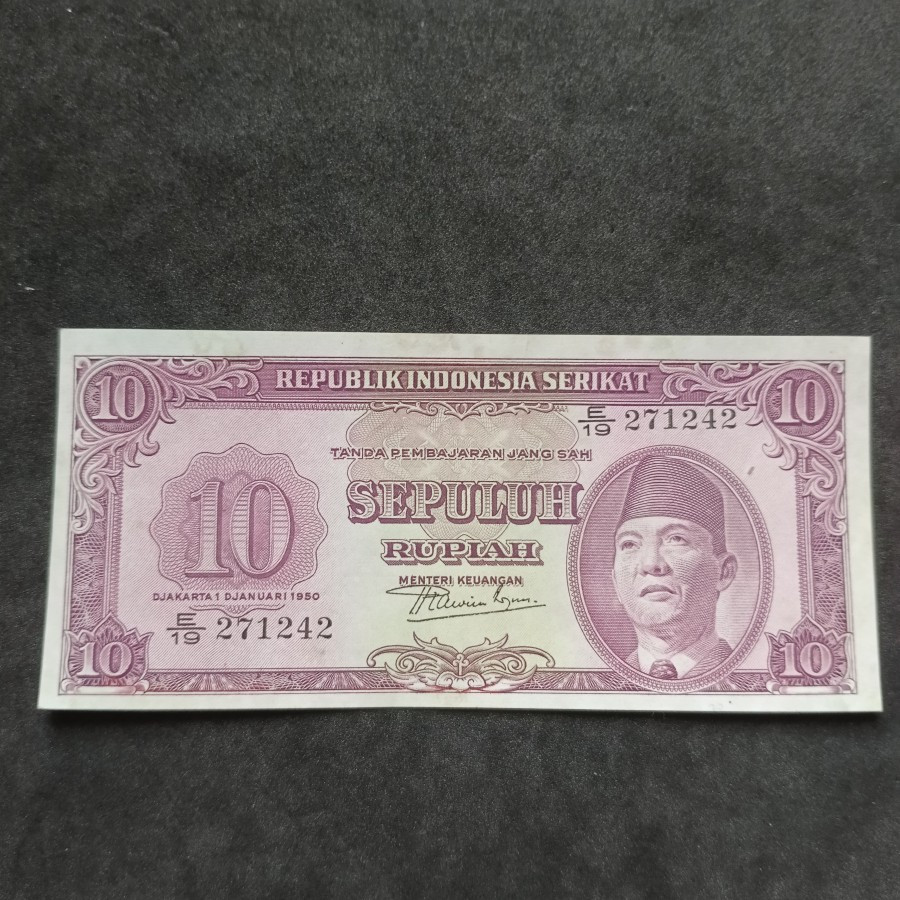 10 REPUBLIK INDONESIA SERIKAT 10
E/19 271242
TANDA PEMBAJARAN JANG SAH
10 SEPULUH
RUPIAH
MENTERI KEUANGAN
DJAKARTA 1 DJANUARI 1950
E/19 271242
10 10